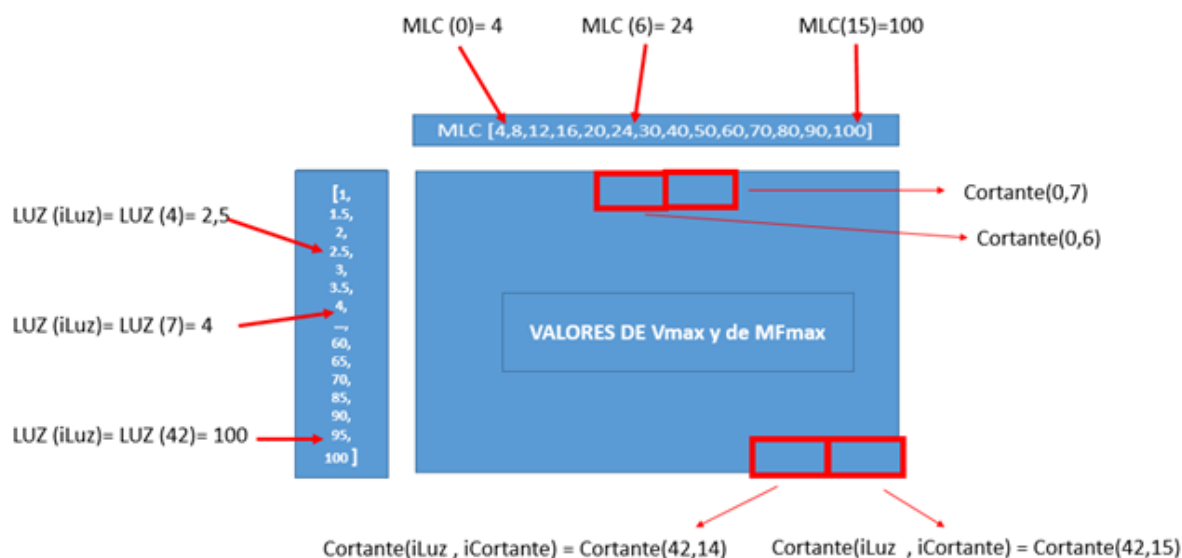 MLC (0)= 4
MLC (6)= 24
MLC(15)=100
MLC [4,8,12,16,20,24,30,40,50,60,70,80,90,100]
[1,
1.5,
2,
2.5,
3,
3.5,
4,
...,
60,
65,
70,
85,
90,
95,
100 ]
LUZ (iLuz)= LUZ (4)= 2,5
LUZ (iLuz)= LUZ (7)= 4
LUZ (iLuz)= LUZ (42)= 100
VALORES DE Vmax y de MFmax
Cortante(0,7)
Cortante(0,6)
Cortante(iLuz , iCortante) = Cortante(42,14)
Cortante(iLuz , iCortante) = Cortante(42,15)